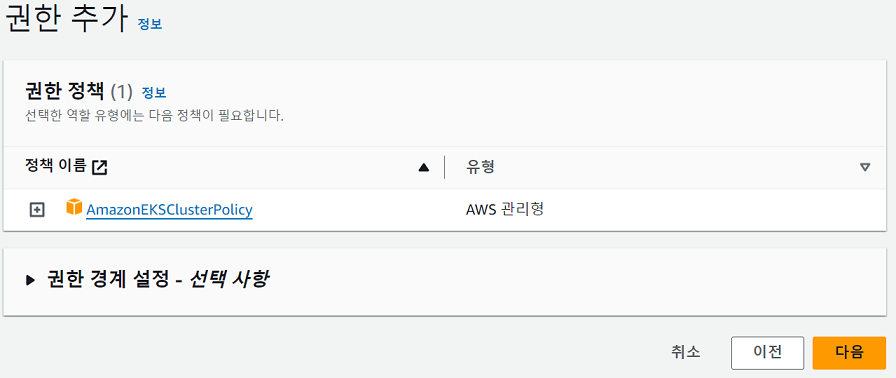 권한 추가 정보
권한 정책 (1) 정보
선택한 역할 유형에는 다음 정책이 필요합니다.
정책 이름 유형
AmazonEKSClusterPolicy AWS 관리형
권한 경계 설정 - 선택 사항
취소 이전 다음